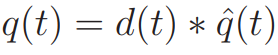 q(t) = d(t) * q̂(t)